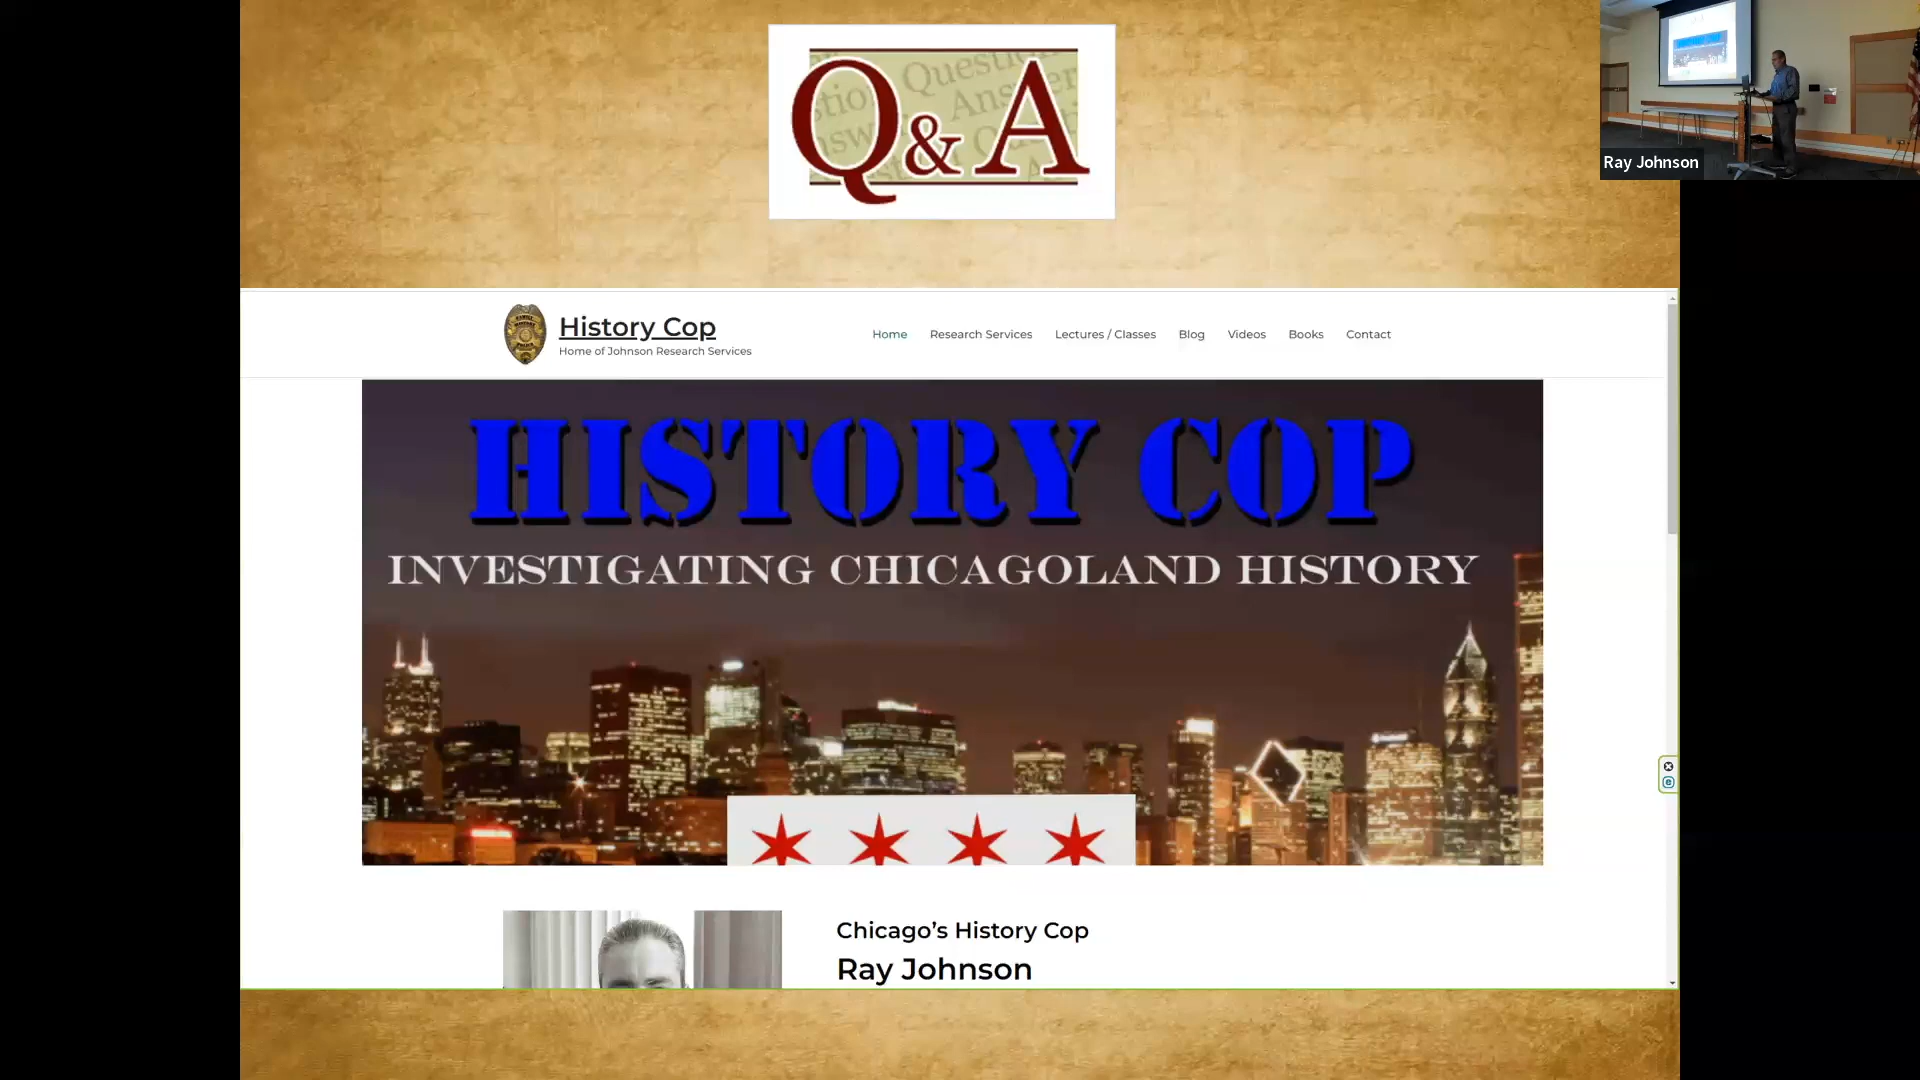 Q & A
Ray Johnson
History Cop
Home of Johnson Research Services
Home Research Services Lectures / Classes Blog Videos Books Contact
HISTORY COP
INVESTIGATING CHICAGOLAND HISTORY
Chicago’s History Cop
Ray Johnson